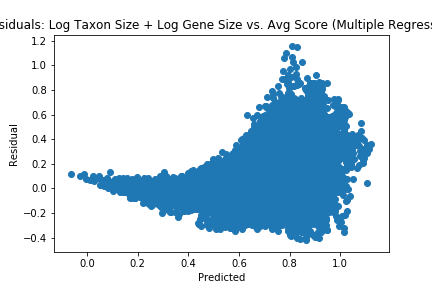 siduals: Log Taxon Size + Log Gene Size vs. Avg Score (Multiple Regress
1.2
1.0
0.8
0.6
0.4
0.2
0.0
−0.2
−0.4
Residual
0.0 0.2 0.4 0.6 0.8 1.0
Predicted